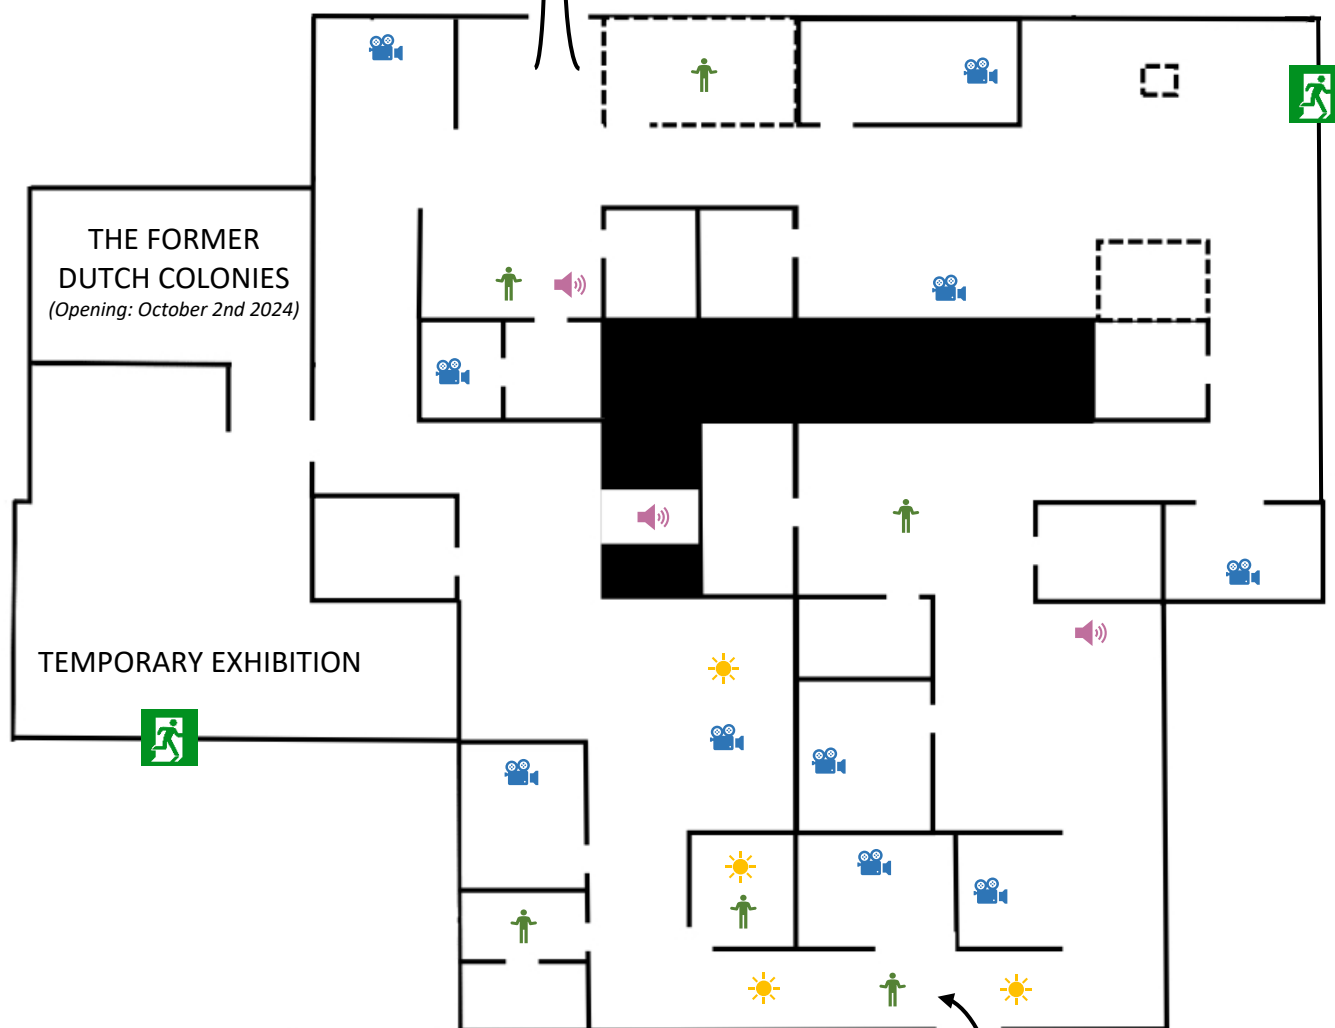 THE FORMER
DUTCH COLONIES
(Opening: October 2nd 2024)
TEMPORARY EXHIBITION